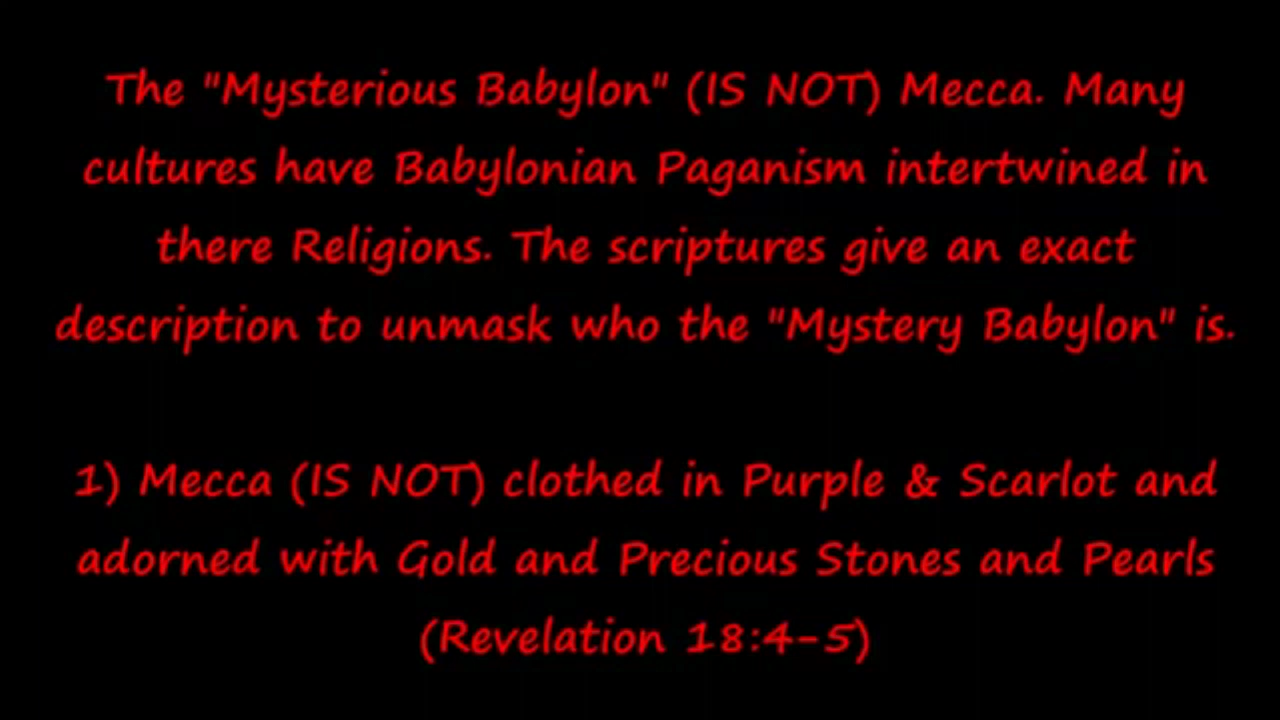 The "Mysterious Babylon" (IS NOT) Mecca. Many
cultures have Babylonian Paganism intertwined in
there Religions. The scriptures give an exact
description to unmask who the "Mystery Babylon" is.
1) Mecca (IS NOT) clothed in Purple & Scarlot and
adorned with Gold and Precious Stones and Pearls
(Revelation 18:4-5)